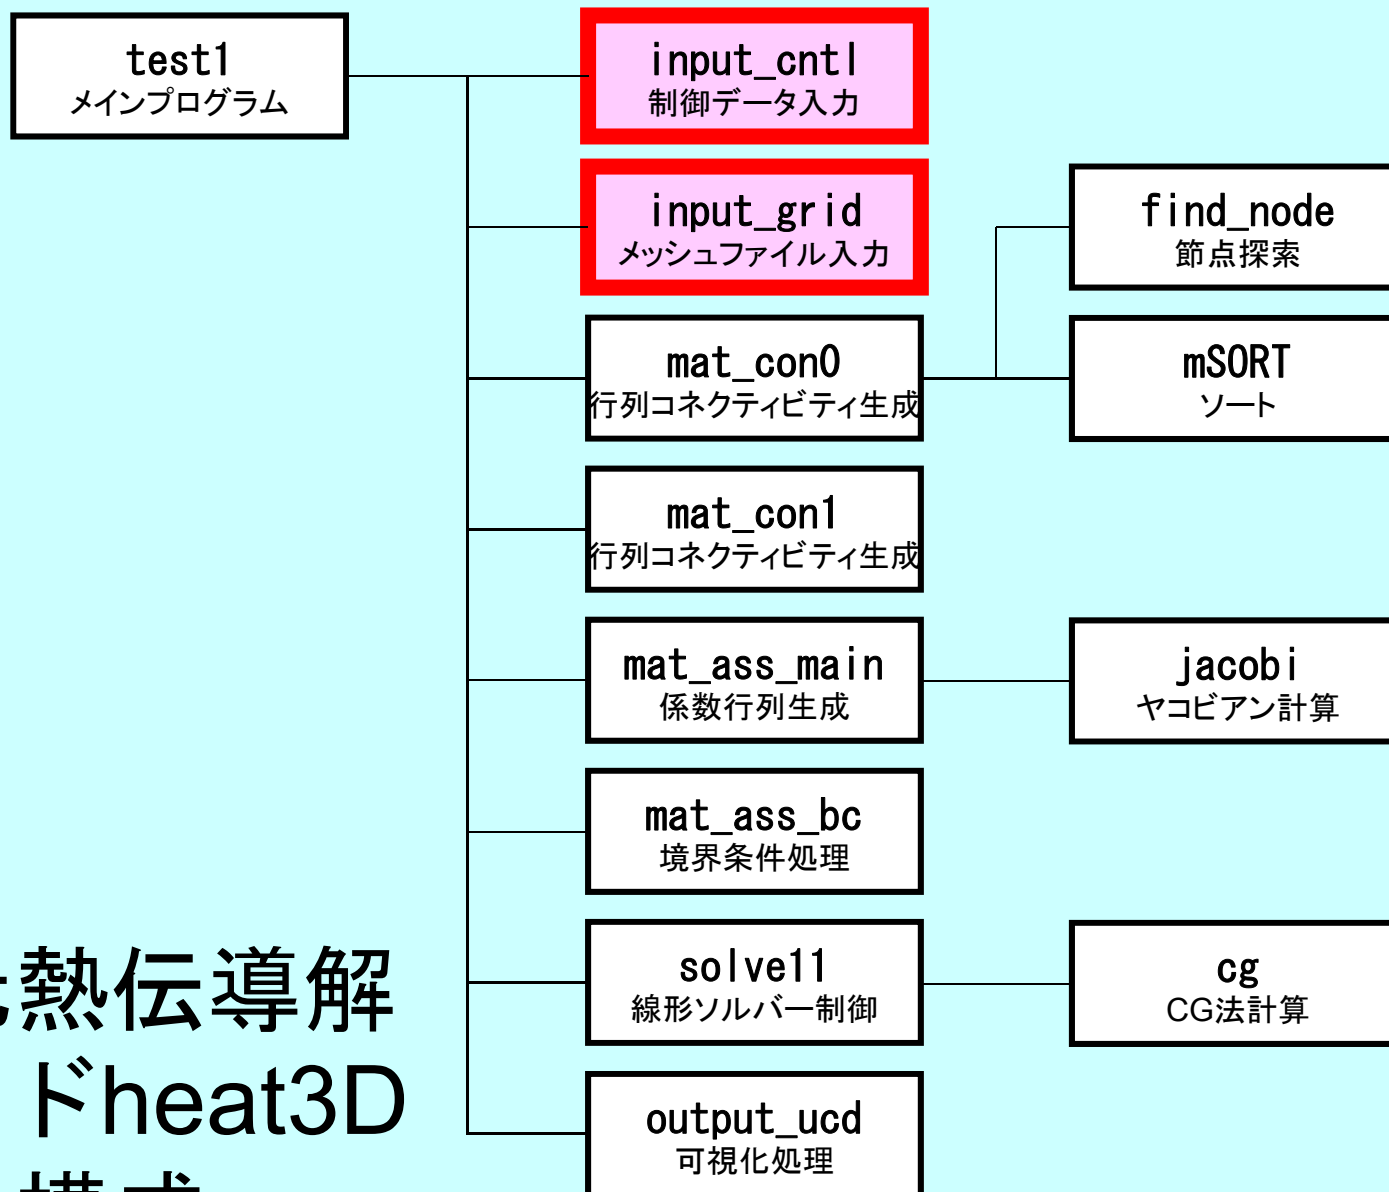 test1
メインプログラム
input_cntl
制御データ入力
input_grid
メッシュファイル入力
find_node
節点探索
mat_con0
行列コネクティビティ生成
mSORT
ソート
mat_con1
行列コネクティビティ生成
mat_ass_main
係数行列生成
jacobi
ヤコビアン計算
mat_ass_bc
境界条件処理
solve11
線形ソルバー制御
cg
CG法計算
output_ucd
可視化処理
元熱伝導解
ドheat3D
構成